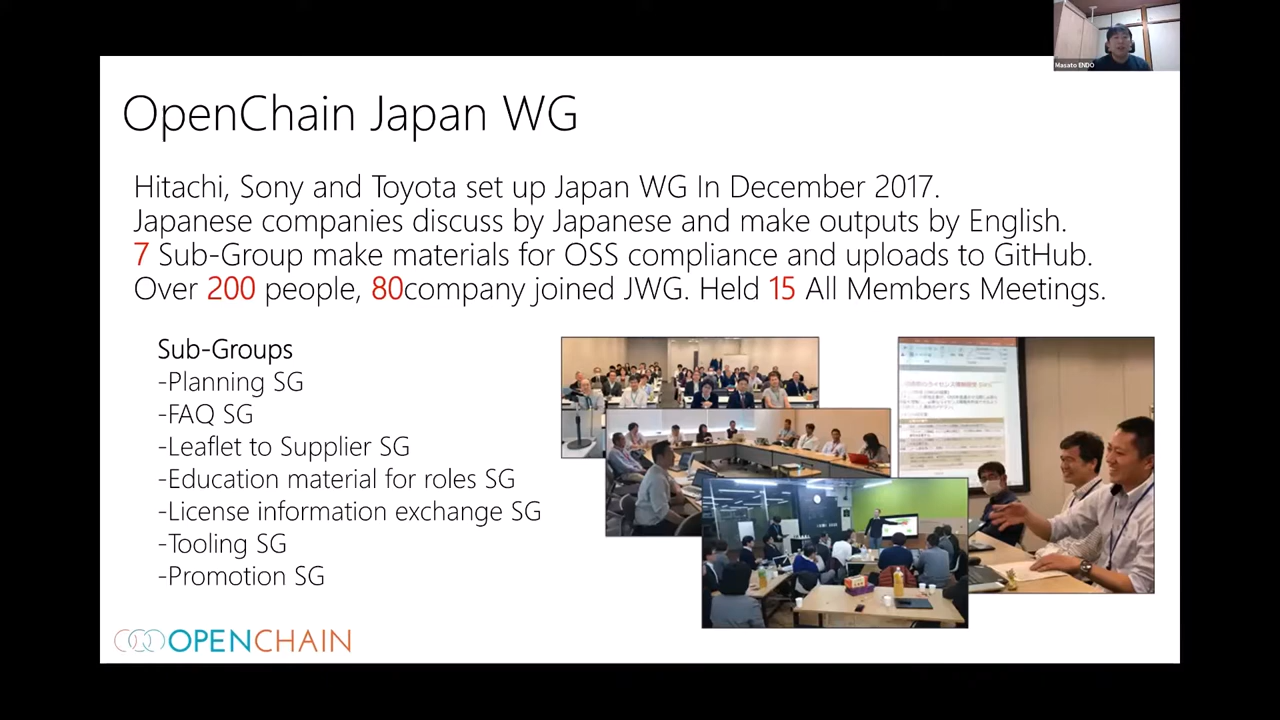 Masato ENDO
OpenChain Japan WG
Hitachi, Sony and Toyota set up Japan WG In December 2017.
Japanese companies discuss by Japanese and make outputs by English.
7 Sub-Group make materials for OSS compliance and uploads to GitHub.
Over 200 people, 80company joined JWG. Held 15 All Members Meetings.
Sub-Groups
-Planning SG
-FAQ SG
-Leaflet to Supplier SG
-Education material for roles SG
-License information exchange SG
-Tooling SG
-Promotion SG
OPENCHAIN